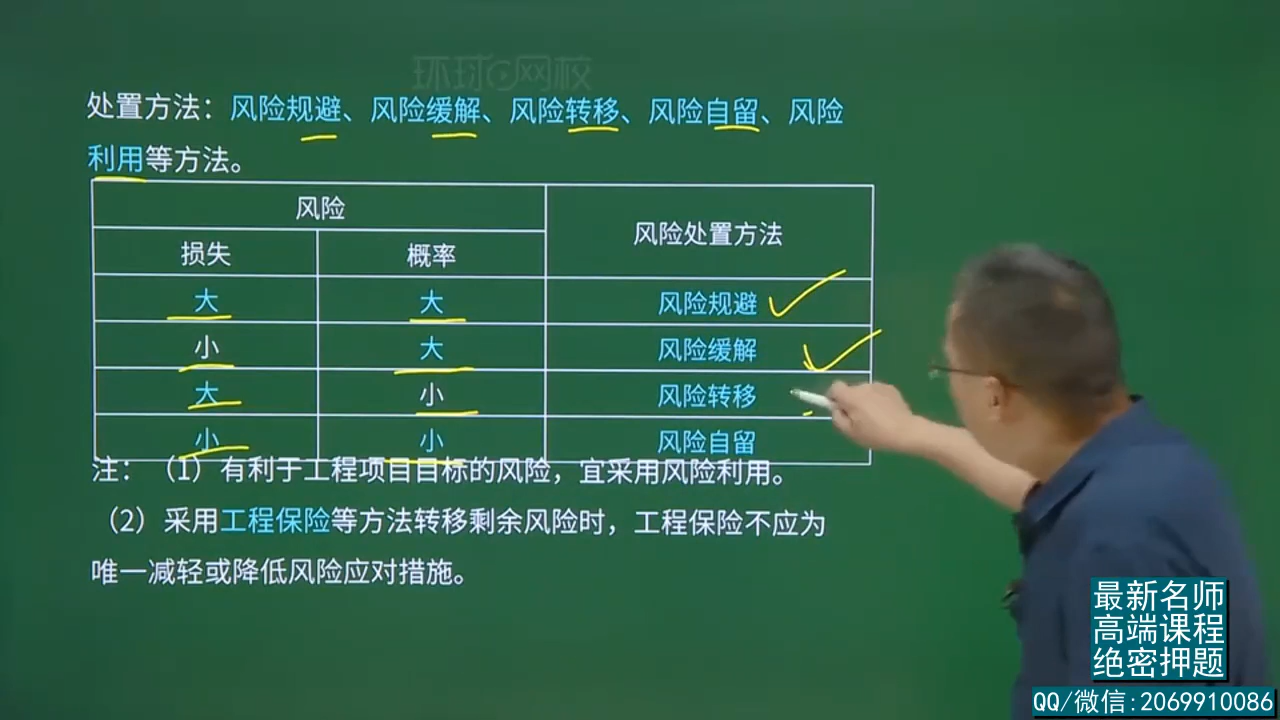 环球网校
处置方法：风险规避、风险缓解、风险转移、风险自留、风险
利用等方法。
风险 风险处置方法
损失 概率
大 大 风险规避
小 大 风险缓解
大 小 风险转移
小 小 风险自留
注：（1）有利于工程项目目标的风险，宜采用风险利用。
（2）采用工程保险等方法转移剩余风险时，工程保险不应为
唯一减轻或降低风险应对措施。
最新名师
高端课程
绝密押题
QQ/微信:2069910086